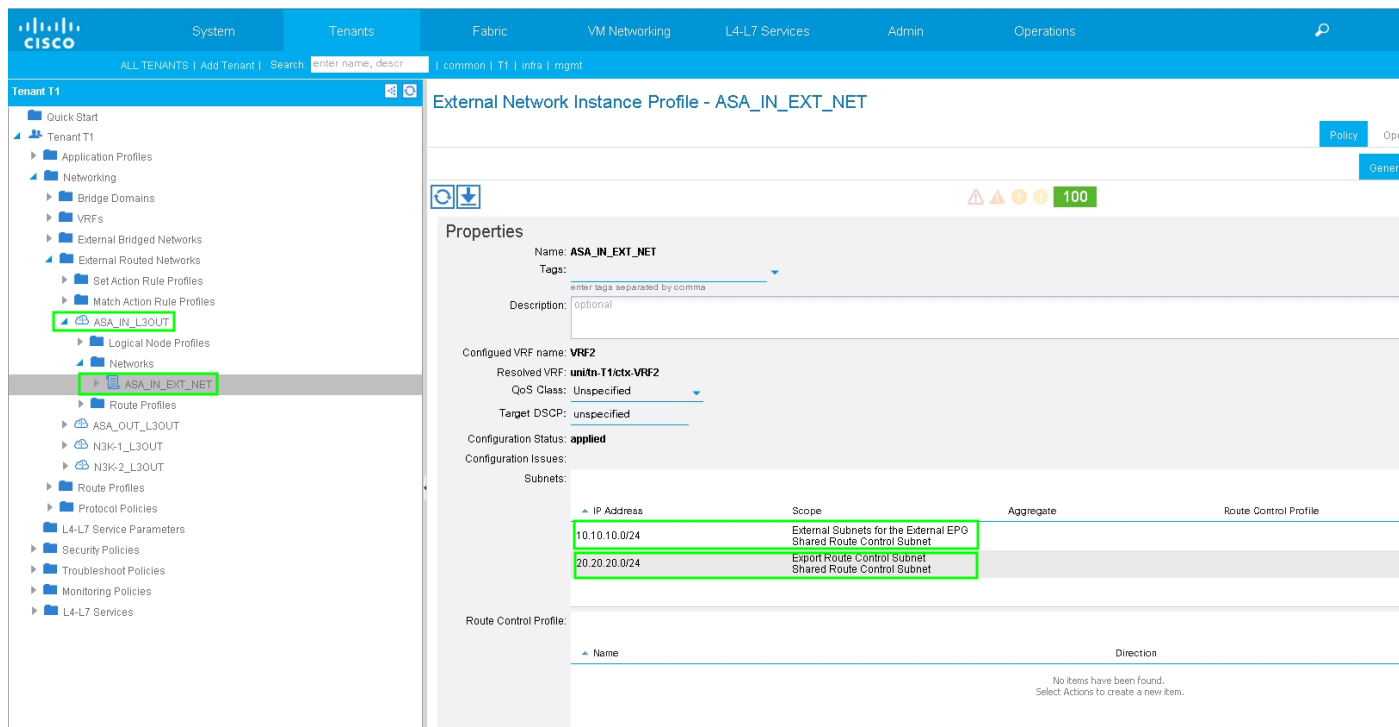 CISCO
System
Tenants
Fabric
VM Networking
L4-L7 Services
Admin
Operations
ALL TENANTS | Add Tenant | Search: enter name, descr | common | T1 | infra | mgmt
Tenant T1
Quick Start
Tenant T1
Application Profiles
Networking
Bridge Domains
VRFs
External Bridged Networks
External Routed Networks
Set Action Rule Profiles
Match Action Rule Profiles
ASA_IN_L3OUT
Logical Node Profiles
Networks
ASA_IN_EXT_NET
Route Profiles
ASA_OUT_L3OUT
N3K-1_L3OUT
N3K-2_L3OUT
Route Profiles
Protocol Policies
L4-L7 Service Parameters
Security Policies
Troubleshoot Policies
Monitoring Policies
L4-L7 Services
External Network Instance Profile - ASA_IN_EXT_NET
Policy
Ope
Gener
100
Properties
Name: ASA_IN_EXT_NET
Tags:
enter tags separated by comma
Description: optional
Configued VRF name: VRF2
Resolved VRF: uni/tn-T1/ctx-VRF2
QoS Class: Unspecified
Target DSCP: unspecified
Configuration Status: applied
Configuration Issues:
Subnets:
IP Address Scope Aggregate Route Control Profile
10.10.10.0/24 External Subnets for the External EPG
Shared Route Control Subnet
20.20.20.0/24 Export Route Control Subnet
Shared Route Control Subnet
Route Control Profile:
Name Direction
No items have been found.
Select Actions to create a new item.